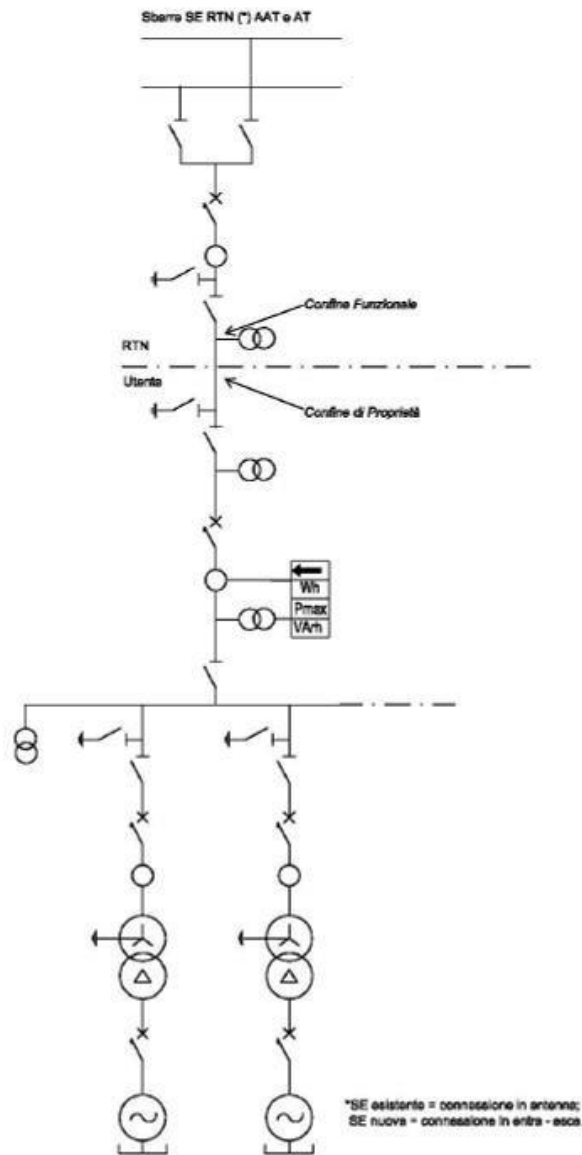 Sbarre SE RTN (*) AAT e AT
Confine Funzionale
RTN
Utente
Confine di Proprietà
Wh
Pmax
VArh
*SE esistente = connessione in antenna;
SE nuova = connessione in entra - esce